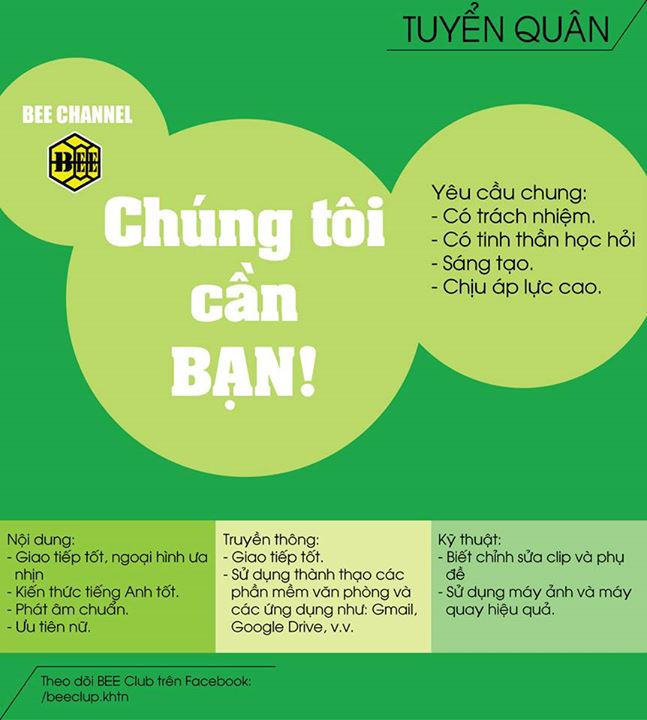 TUYỂN QUÂN
BEE CHANNEL
BEE
Chúng tôi
cần
BẠN!
Yêu cầu chung:
- Có trách nhiệm.
- Có tinh thần học hỏi
- Sáng tạo.
- Chịu áp lực cao.
Nội dung:
- Giao tiếp tốt, ngoại hình ưa
nhịn
- Kiến thức tiếng Anh tốt.
- Phát âm chuẩn.
- Ưu tiên nữ.
Truyền thông:
- Giao tiếp tốt.
- Sử dụng thành thạo các
phần mềm văn phòng và
các ứng dụng như: Gmail,
Google Drive, v.v.
Kỹ thuật:
- Biết chỉnh sửa clip và phụ
đề
- Sử dụng máy ảnh và máy
quay hiệu quả.
Theo dõi BEE Club trên Facebook:
/beeclup.khtn